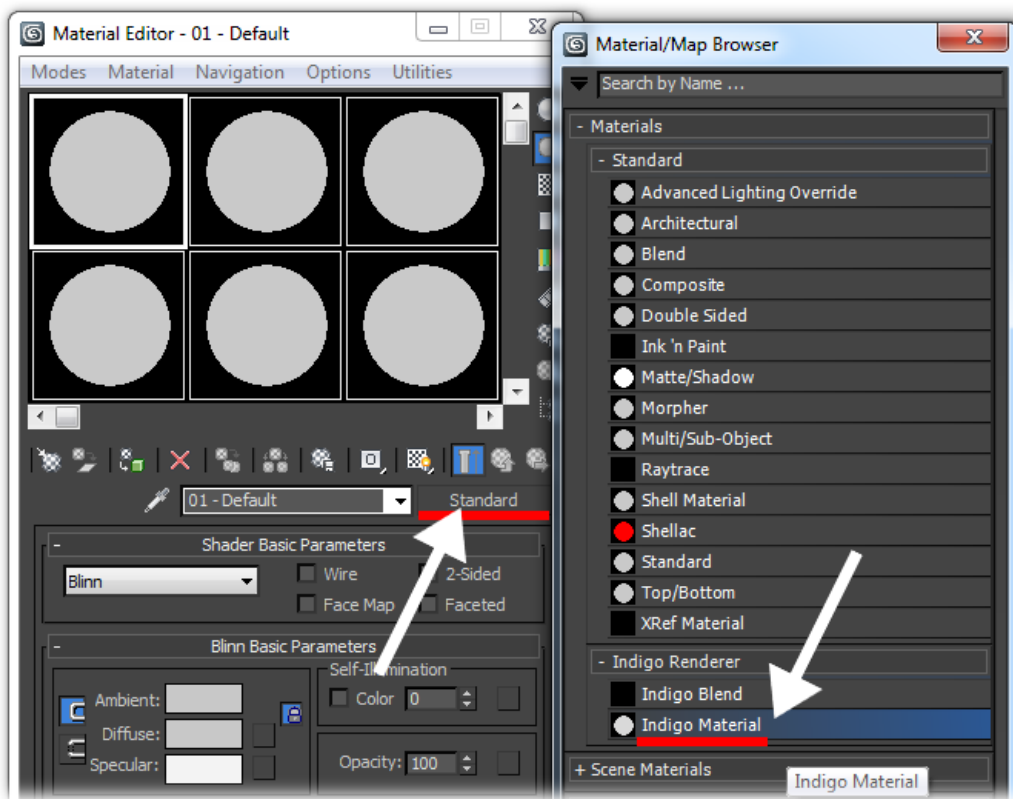 Material Editor - 01 - Default
Modes Material Navigation Options Utilities
01 - Default
Standard
- Shader Basic Parameters
Blinn
Wire
2-Sided
Face Map
Faceted
- Blinn Basic Parameters
Self-Illumination
Ambient:
Color 0
Diffuse:
Specular:
Opacity: 100
Material/Map Browser
Search by Name ...
- Materials
- Standard
Advanced Lighting Override
Architectural
Blend
Composite
Double Sided
Ink 'n Paint
Matte/Shadow
Morpher
Multi/Sub-Object
Raytrace
Shell Material
Shellac
Standard
Top/Bottom
XRef Material
- Indigo Renderer
Indigo Blend
Indigo Material
+ Scene Materials
Indigo Material